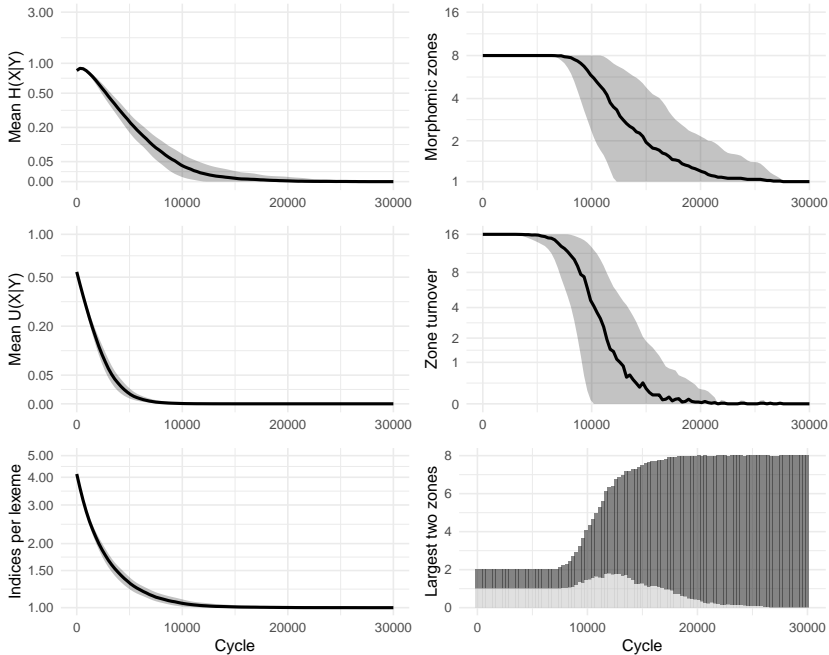 Mean H(X|Y)
3.00
1.00
0.50
0.20
0.05
0.00
0 10000 20000 30000
Morphomic zones
16
8
4
2
1
0 10000 20000 30000
Mean U(X|Y)
1.00
0.50
0.20
0.05
0.00
0 10000 20000 30000
Zone turnover
16
8
4
2
1
0
0 10000 20000 30000
Indices per lexeme
5.00
4.00
3.00
2.00
1.50
1.00
0 10000 20000 30000
Cycle
Largest two zones
8
6
4
2
0
0 10000 20000 30000
Cycle